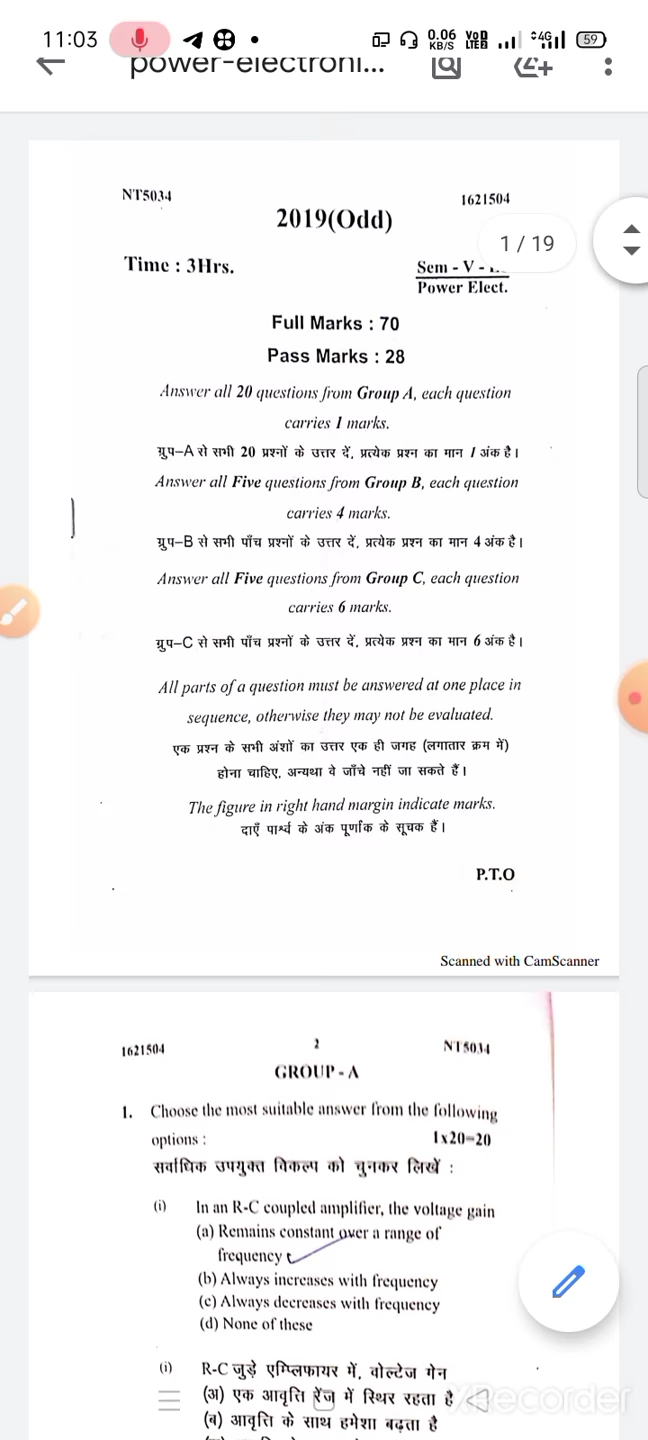 11:03
0.06 KB/S
VoD LTE2
4G
59
power-electroni...
NT5034
1621504
2019(Odd)
1 / 19
Time : 3Hrs.
Sem - V -
Power Elect.
Full Marks : 70
Pass Marks : 28
Answer all 20 questions from Group A, each question
carries 1 marks.
ग्रुप–A से सभी 20 प्रश्नों के उत्तर दें, प्रत्येक प्रश्न का मान 1 अंक है।
Answer all Five questions from Group B, each question
carries 4 marks.
ग्रुप–B से सभी पाँच प्रश्नों के उत्तर दें, प्रत्येक प्रश्न का मान 4 अंक है।
Answer all Five questions from Group C, each question
carries 6 marks.
ग्रुप–C से सभी पाँच प्रश्नों के उत्तर दें, प्रत्येक प्रश्न का मान 6 अंक है।
All parts of a question must be answered at one place in
sequence, otherwise they may not be evaluated.
एक प्रश्न के सभी अंशों का उत्तर एक ही जगह (लगातार क्रम में)
होना चाहिए, अन्यथा वे जाँचे नहीं जा सकते हैं।
The figure in right hand margin indicate marks.
दाएँ पार्श्व के अंक पूर्णांक के सूचक हैं।
P.T.O
Scanned with CamScanner
1621504
2
NT5034
GROUP - A
1. Choose the most suitable answer from the following
options : 1x20=20
सर्वाधिक उपयुक्त विकल्प को चुनकर लिखें :
(i) In an R-C coupled amplifier, the voltage gain
(a) Remains constant over a range of
frequency
(b) Always increases with frequency
(c) Always decreases with frequency
(d) None of these
(i) R-C जुड़े एम्प्लिफायर में, वोल्टेज गेन
(अ) एक आवृत्ति रेंज में स्थिर रहता है
XRecorder
(ब) आवृत्ति के साथ हमेशा बढ़ता है